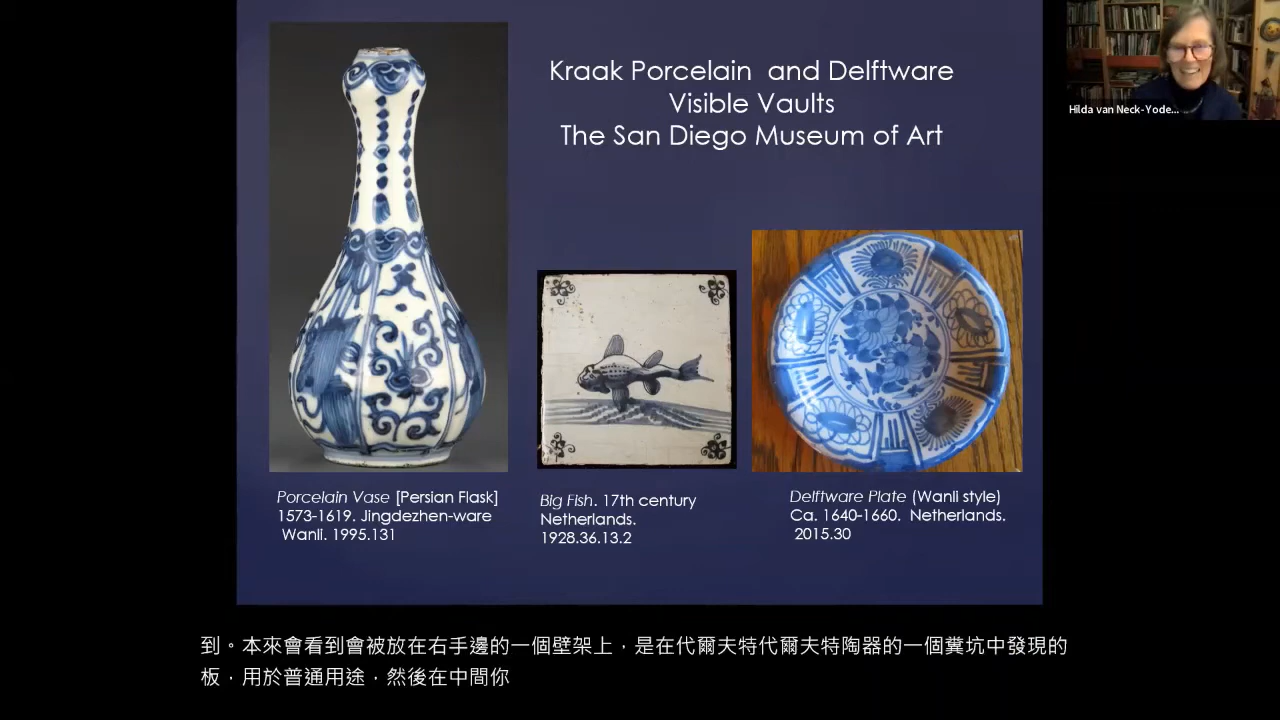 Kraak Porcelain and Delftware
Visible Vaults
The San Diego Museum of Art
Hilda van Neck-Yode...
Porcelain Vase [Persian Flask]
1573-1619. Jingdezhen-ware
Wanli. 1995.131
Big Fish. 17th century
Netherlands.
1928.36.13.2
Delftware Plate (Wanli style)
Ca. 1640-1660. Netherlands.
2015.30
到。本來會看到會被放在右手邊的一個壁架上，是在代爾夫特代爾夫特陶器的一個糞坑中發現的
板，用於普通用途，然後在中間你